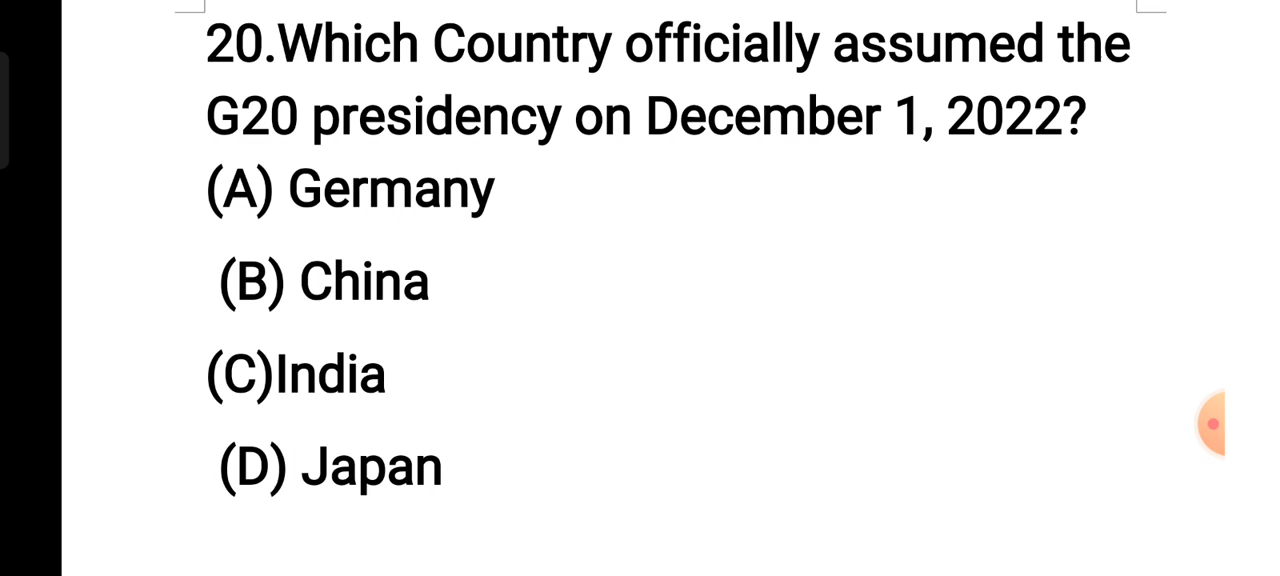 20.Which Country officially assumed the
G20 presidency on December 1, 2022?
(A) Germany
(B) China
(C)India
(D) Japan